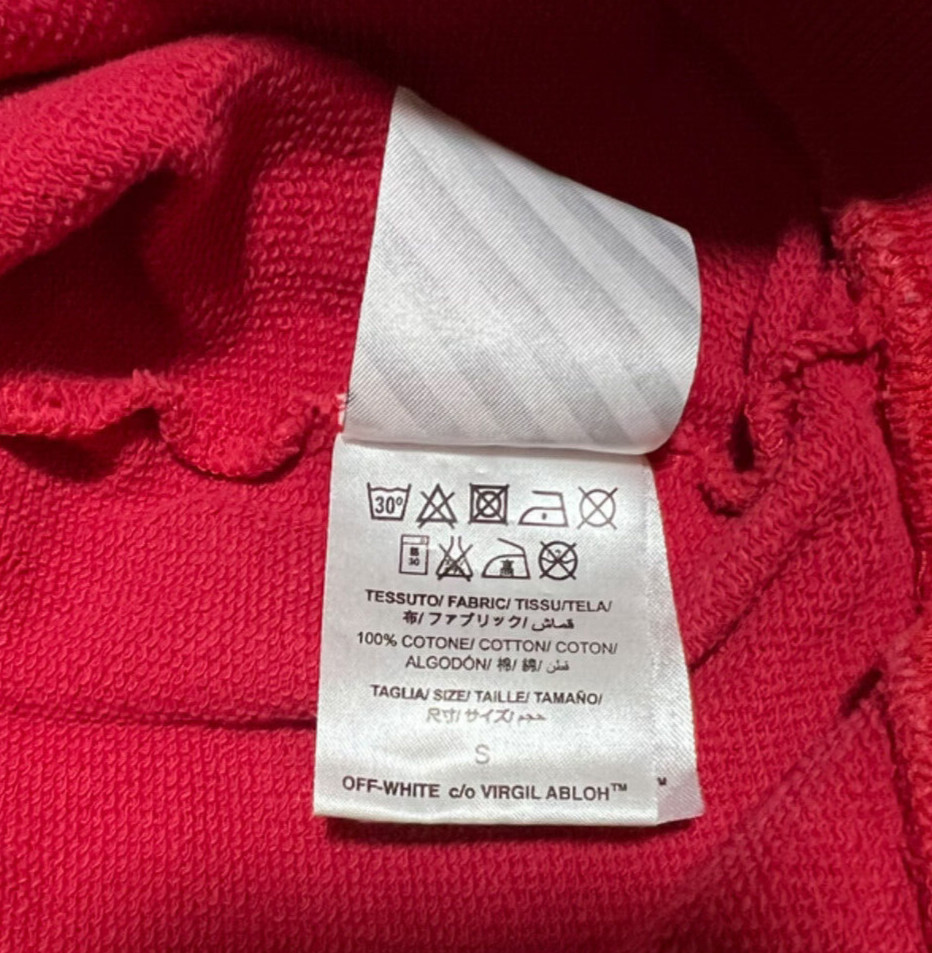 30°
高
TESSUTO/ FABRIC/ TISSU/TELA/
布/ ファブリック/ قماش
100% COTONE/ COTTON/ COTON/
ALGODÓN/ 棉/ 綿/ قطن
TAGLIA/ SIZE/ TAILLE/ TAMAÑO/
尺寸/ サイズ/ حجم
S
OFF-WHITE c/o VIRGIL ABLOH™